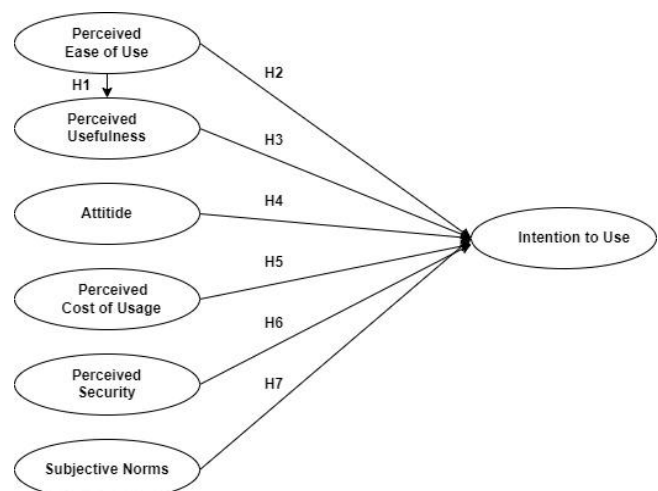 Perceived
Ease of Use
H2
H1
Perceived
Usefulness
H3
Attitide
H4
Intention to Use
H5
Perceived
Cost of Usage
H6
Perceived
Security
H7
Subjective Norms